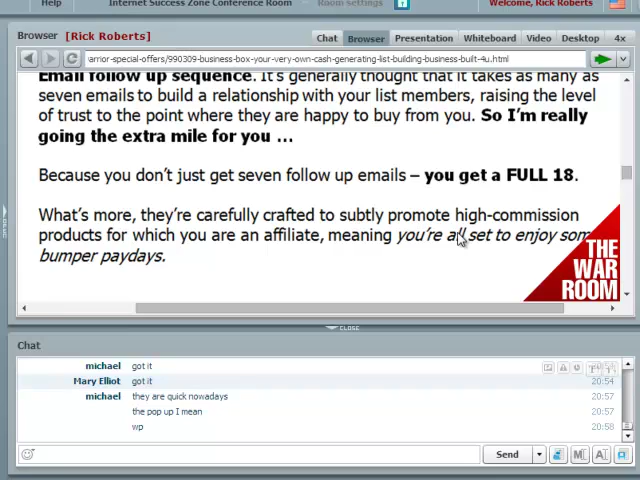 Help
Internet Success Zone Conference Room
Room settings
Welcome, Rick Roberts
Browser [Rick Roberts]
Chat Browser Presentation Whiteboard Video Desktop 4x
arrior-special-offers/990309-business-box-your-very-own-cash-generating-list-building-business-built-4u.html
Email follow up sequence. It's generally thought that it takes as many as
seven emails to build a relationship with your list members, raising the level
of trust to the point where they are happy to buy from you. So I'm really
going the extra mile for you ...
Because you don't just get seven follow up emails – you get a FULL 18.
What's more, they're carefully crafted to subtly promote high-commission
products for which you are an affiliate, meaning you're all set to enjoy som
bumper paydays.
THE
WAR
ROOM
CLOSE
Chat
michael got it
Mary Elliot got it 20:54
michael they are quick nowadays 20:57
the pop up I mean 20:57
wp 20:58
Send